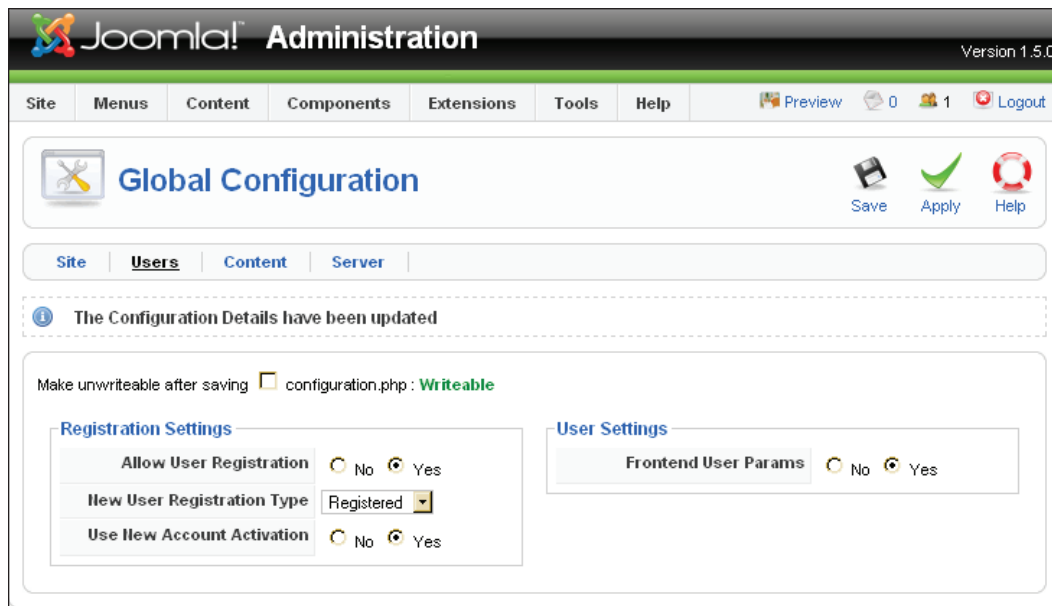 Joomla! Administration
Version 1.5.0
Site Menus Content Components Extensions Tools Help Preview 0 1 Logout
Global Configuration
Save Apply Help
Site Users Content Server
The Configuration Details have been updated
Make unwriteable after saving configuration.php : Writeable
Registration Settings
Allow User Registration No Yes
New User Registration Type Registered
Use New Account Activation No Yes
User Settings
Frontend User Params No Yes